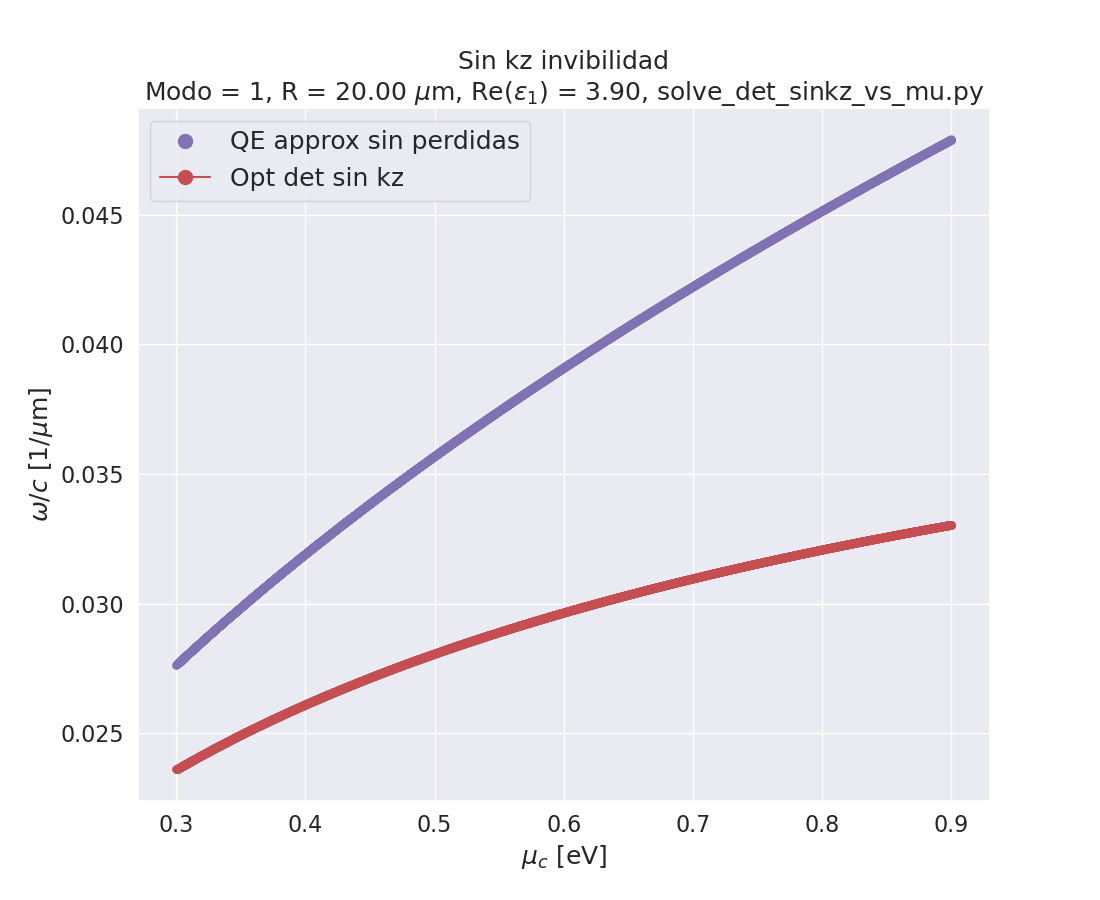 Sin kz invibilidad
Modo = 1, R = 20.00 μm, Re(ε₁) = 3.90, solve_det_sinkz_vs_mu.py
QE approx sin perdidas
Opt det sin kz
0.045
0.040
0.035
0.030
0.025
ω/c [1/μm]
0.3 0.4 0.5 0.6 0.7 0.8 0.9
μ_c [eV]